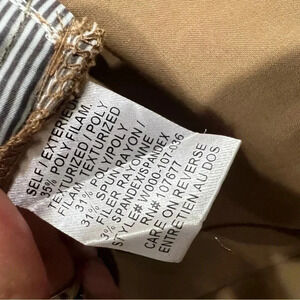 SELF / EXTERIEUR
35% POLY FILAM.
TEXTURIZED / POLY
FILAM. TEXTURIZED
31% POLY/POLY
31% SPUN RAYON
FILER RAYONNE
3% SPANDEX/SPANDEX
STYLE# W000-107-036
RN# 107677
CARE ON REVERSE
ENTRETIEN AU DOS